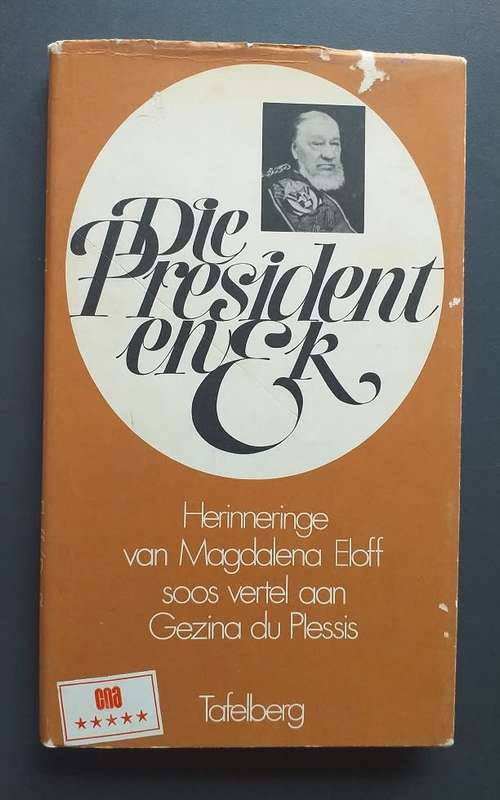 Die
President
en Ek
Herinneringe
van Magdalena Eloff
soos vertel aan
Gezina du Plessis
cna
★★★★★
Tafelberg